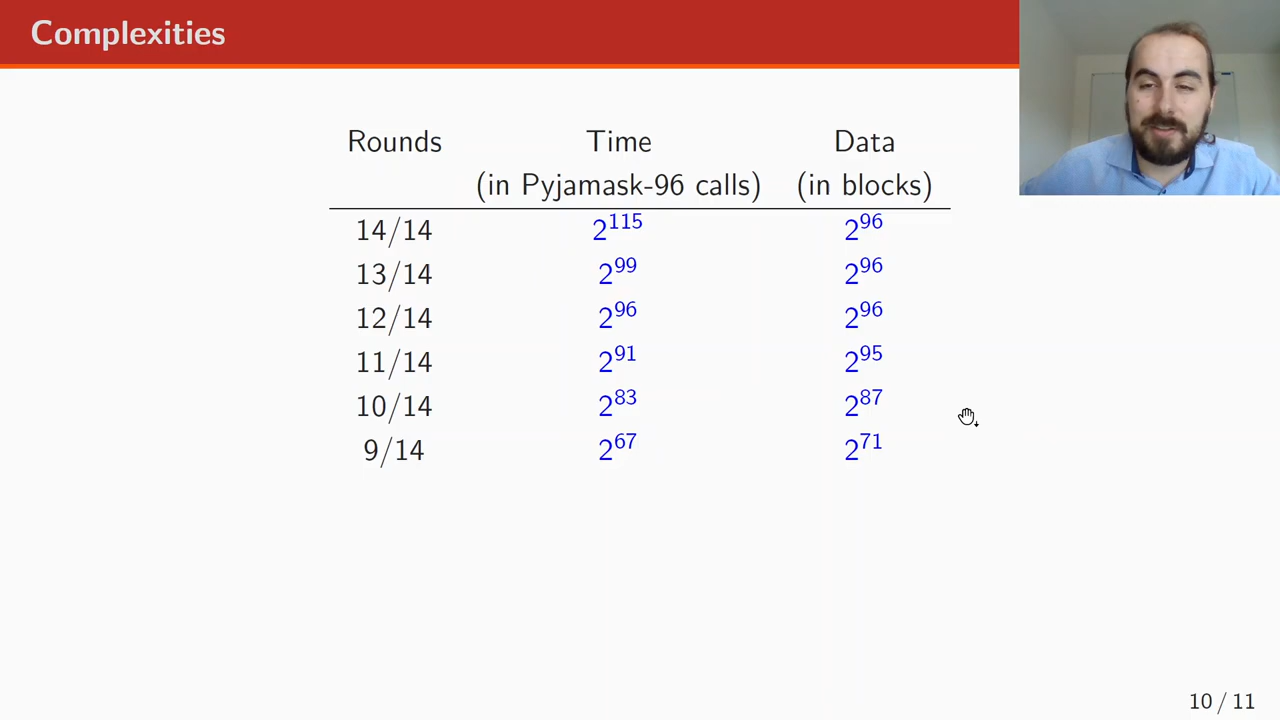 Complexities
Rounds Time Data
(in Pyjamask-96 calls) (in blocks)
14/14 2^115 2^96
13/14 2^99 2^96
12/14 2^96 2^96
11/14 2^91 2^95
10/14 2^83 2^87
9/14 2^67 2^71
10 / 11